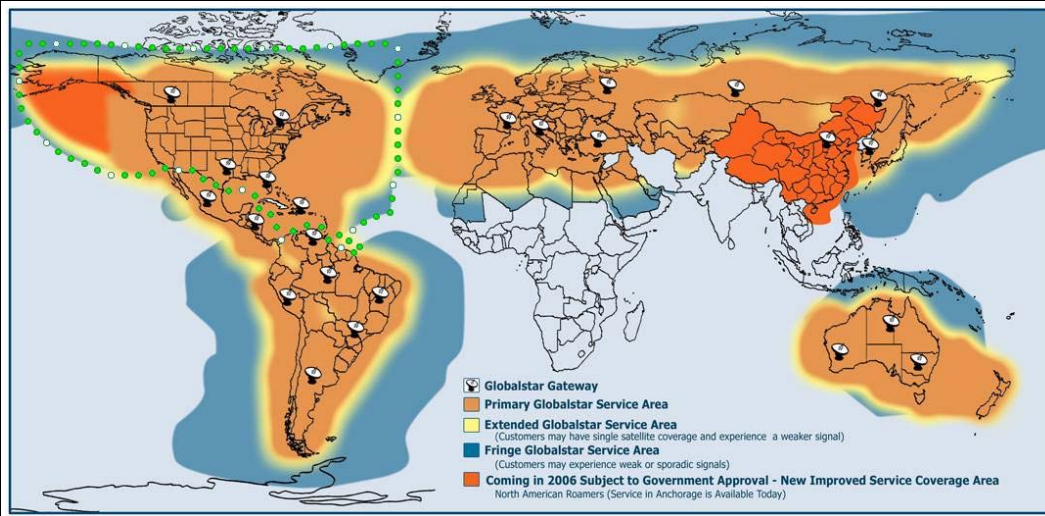 Globalstar Gateway
Primary Globalstar Service Area
Extended Globalstar Service Area
(Customers may have single satellite coverage and experience a weaker signal)
Fringe Globalstar Service Area
(Customers may experience weak or sporadic signals)
Coming in 2006 Subject to Government Approval - New Improved Service Coverage Area
North American Roamers (Service in Anchorage is Available Today)